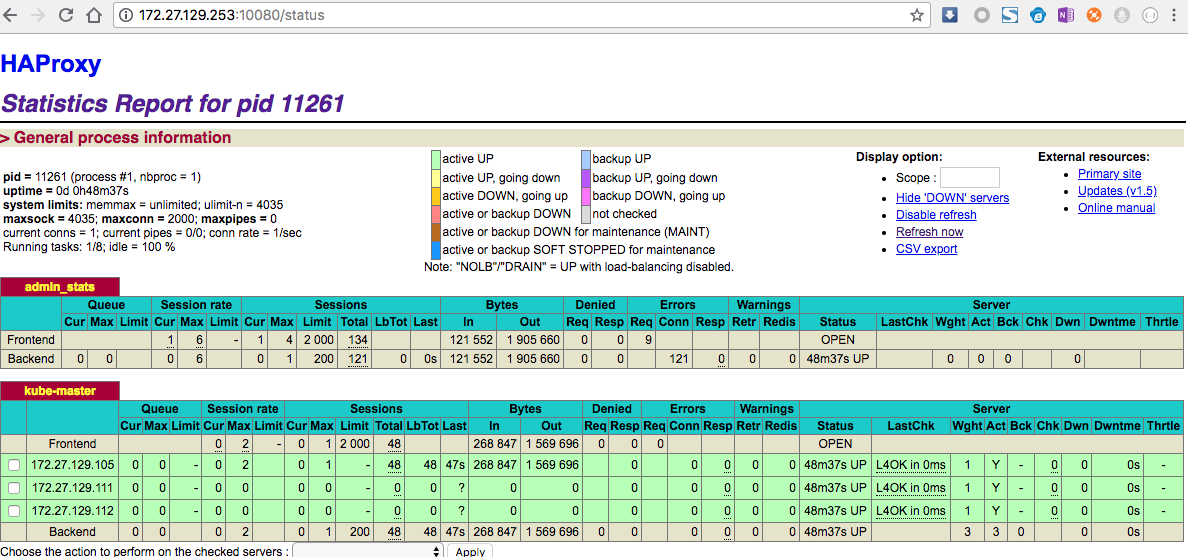 172.27.129.253:10080/status
HAProxy
Statistics Report for pid 11261
> General process information
pid = 11261 (process #1, nbproc = 1)
uptime = 0d 0h48m37s
system limits: memmax = unlimited; ulimit-n = 4035
maxsock = 4035; maxconn = 2000; maxpipes = 0
current conns = 1; current pipes = 0/0; conn rate = 1/sec
Running tasks: 1/8; idle = 100 %
active UP backup UP
active UP, going down backup UP, going down
active DOWN, going up backup DOWN, going up
active or backup DOWN not checked
active or backup DOWN for maintenance (MAINT)
active or backup SOFT STOPPED for maintenance
Note: "NOLB"/"DRAIN" = UP with load-balancing disabled.
Display option:
• Scope :
• Hide 'DOWN' servers
• Disable refresh
• Refresh now
• CSV export
External resources:
• Primary site
• Updates (v1.5)
• Online manual
admin_stats
Queue Session rate Sessions Bytes Denied Errors Warnings Server
Cur Max Limit Cur Max Limit Cur Max Limit Total LbTot Last In Out Req Resp Req Conn Resp Retr Redis Status LastChk Wght Act Bck Chk Dwn Dwntme Thrtle
Frontend 1 6 - 1 4 2 000 134 121 552 1 905 660 0 0 9 OPEN
Backend 0 0 0 6 0 1 200 121 0 0s 121 552 1 905 660 0 0 121 0 0 0 48m37s UP 0 0 0 0
kube-master
Queue Session rate Sessions Bytes Denied Errors Warnings Server
Cur Max Limit Cur Max Limit Cur Max Limit Total LbTot Last In Out Req Resp Req Conn Resp Retr Redis Status LastChk Wght Act Bck Chk Dwn Dwntme Thrtle
Frontend 0 2 - 0 1 2 000 48 268 847 1 569 696 0 0 0 OPEN
172.27.129.105 0 0 - 0 2 0 1 - 48 48 47s 268 847 1 569 696 0 0 0 0 0 48m37s UP L4OK in 0ms 1 Y - 0 0 0s -
172.27.129.111 0 0 - 0 0 0 0 - 0 0 ? 0 0 0 0 0 0 0 48m37s UP L4OK in 0ms 1 Y - 0 0 0s -
172.27.129.112 0 0 - 0 0 0 0 - 0 0 ? 0 0 0 0 0 0 0 48m37s UP L4OK in 0ms 1 Y - 0 0 0s -
Backend 0 0 0 2 0 1 200 48 48 47s 268 847 1 569 696 0 0 0 0 0 0 48m37s UP 3 3 0 0 0s
Choose the action to perform on the checked servers : Apply